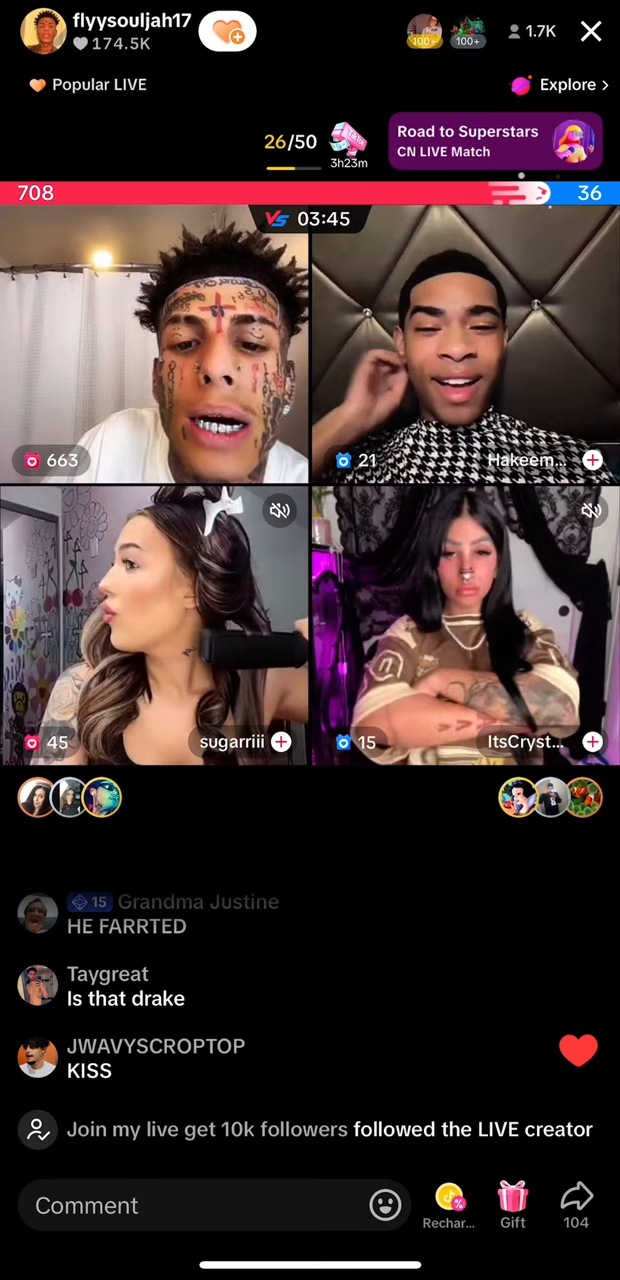 flyysouljah17
174.5K
100+
100+
1.7K
Popular LIVE
Explore >
26/50
3h23m
Road to Superstars
CN LIVE Match
708
36
VS 03:45
663
21
Hakeem...
45
sugarriii
15
ItsCryst...
15 Grandma Justine
HE FARRTED
Taygreat
Is that drake
JWAVYSCROPTOP
KISS
Join my live get 10k followers followed the LIVE creator
Comment
Rechar...
Gift
104